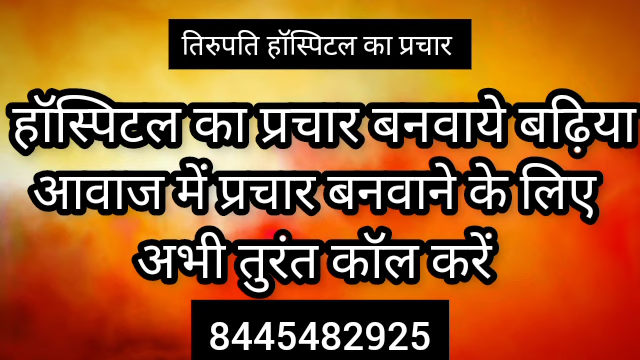 तिरुपति हॉस्पिटल का प्रचार
हॉस्पिटल का प्रचार बनवाये बढ़िया
आवाज में प्रचार बनवाने के लिए
अभी तुरंत कॉल करें
8445482925